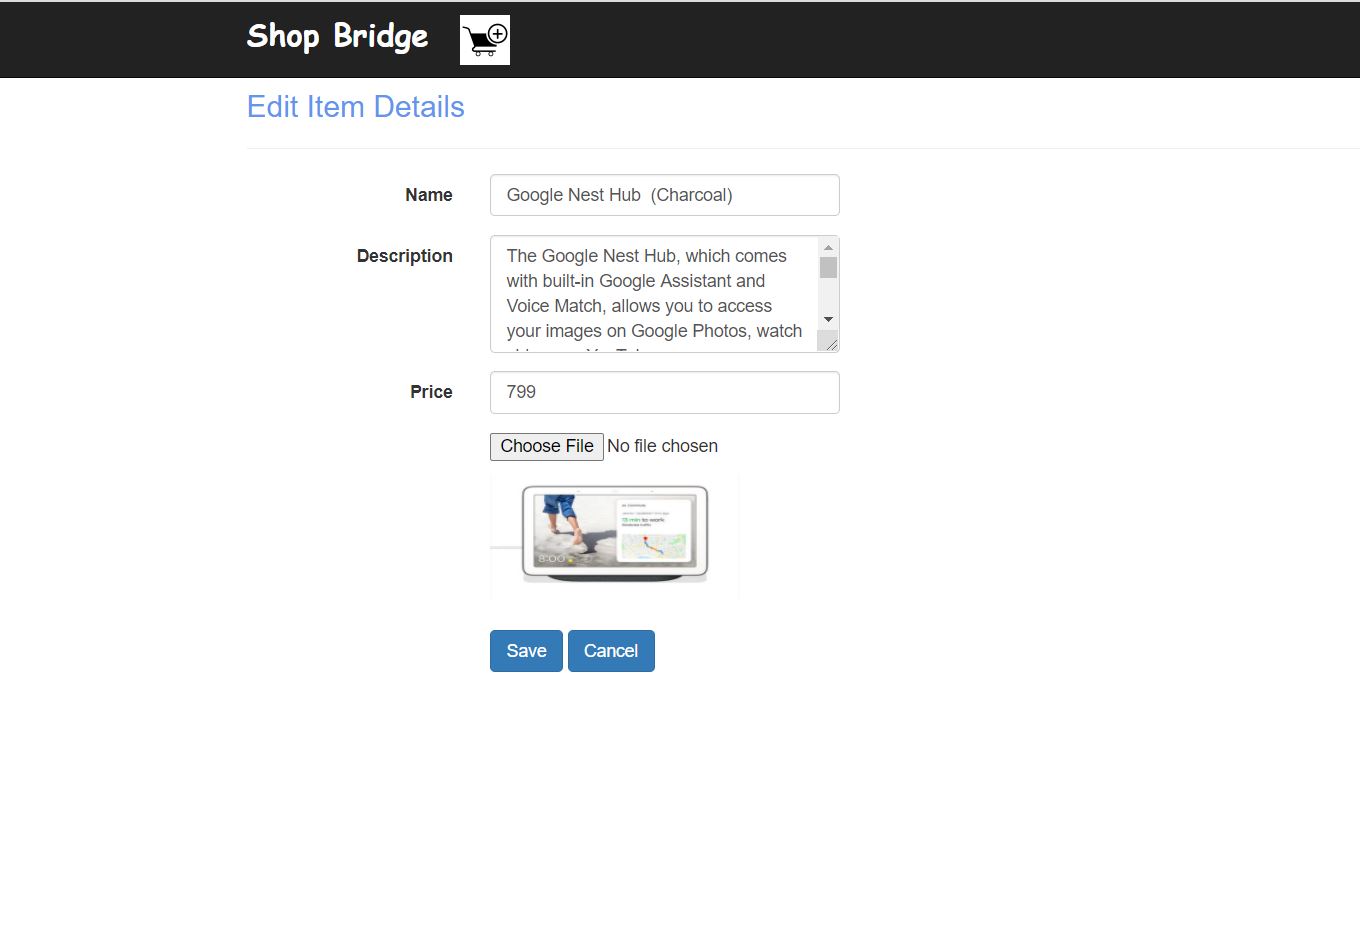 Shop Bridge
Edit Item Details
Name
Google Nest Hub  (Charcoal)
Description
The Google Nest Hub, which comes
with built-in Google Assistant and
Voice Match, allows you to access
your images on Google Photos, watch
Price
799
Choose File No file chosen
13 min to work
8:00
Save Cancel